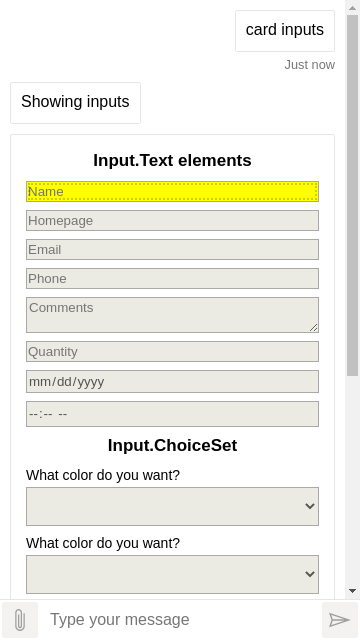 card inputs
Just now
Showing inputs
Input.Text elements
Name
Homepage
Email
Phone
Comments
Quantity
mm/dd/yyyy
--:-- --
Input.ChoiceSet
What color do you want?
What color do you want?
Type your message